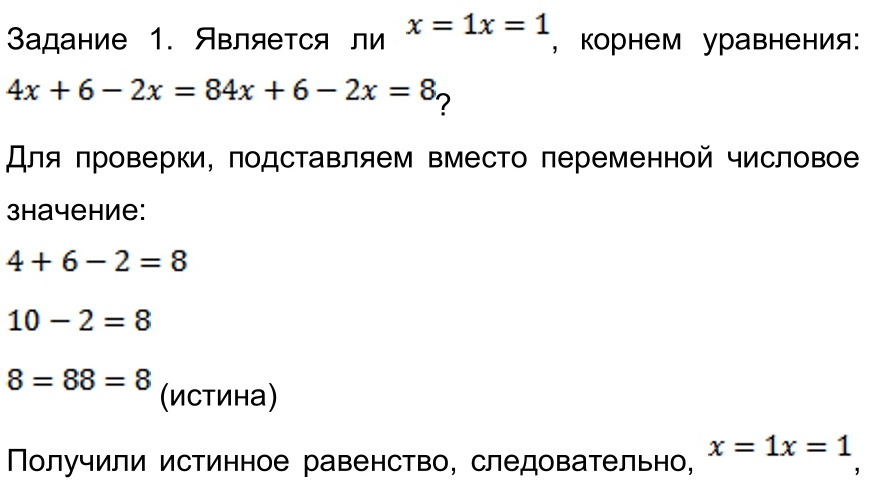 Задание 1. Является ли x = 1x = 1, корнем уравнения:
4x + 6 − 2x = 84x + 6 − 2x = 8?
Для проверки, подставляем вместо переменной числовое
значение:
4 + 6 − 2 = 8
10 − 2 = 8
8 = 88 = 8 (истина)
Получили истинное равенство, следовательно, x = 1x = 1,